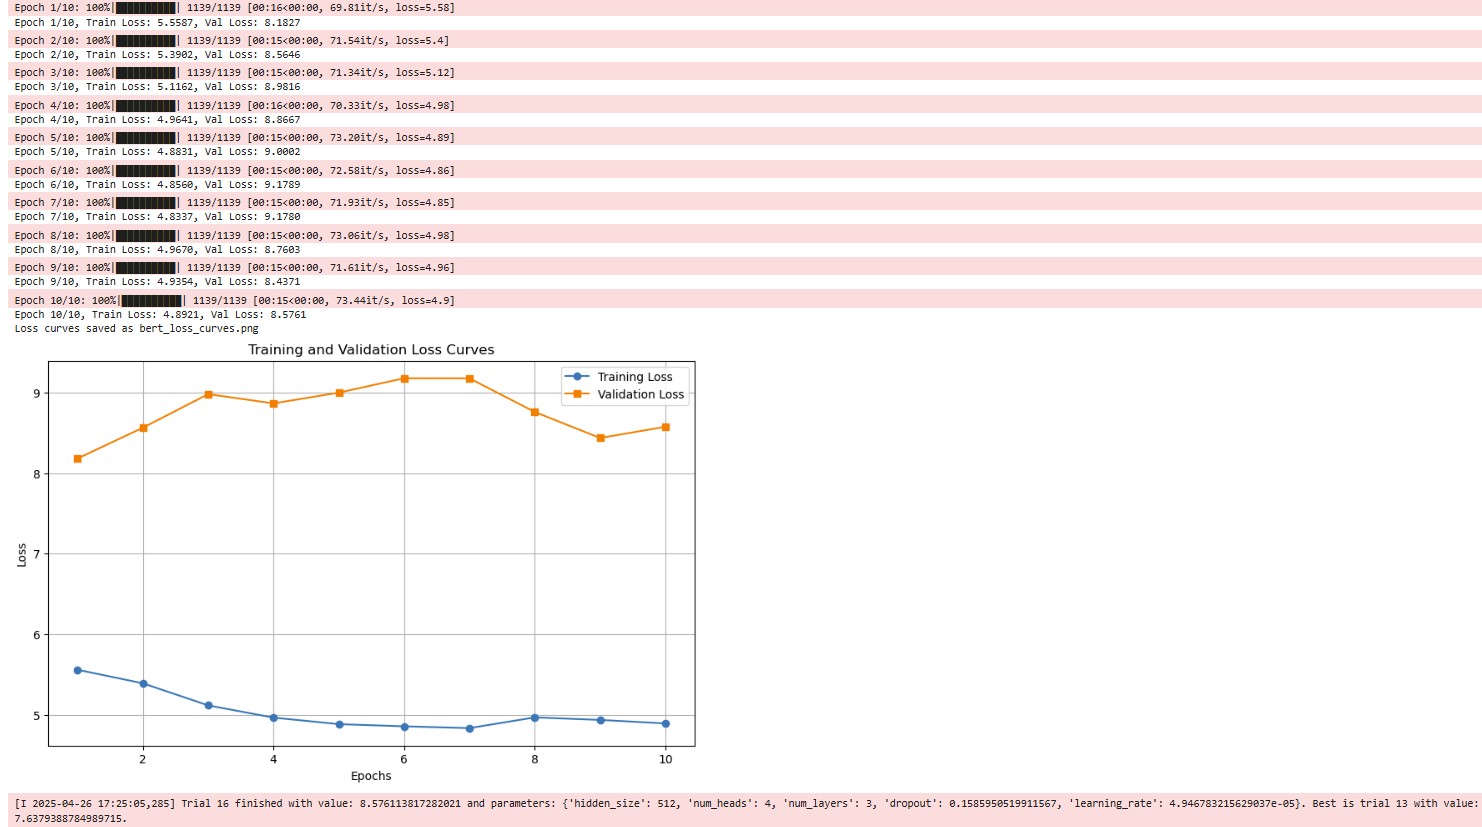 Epoch 1/10: 100%|██████████| 1139/1139 [00:16<00:00, 69.81it/s, loss=5.58]
Epoch 1/10, Train Loss: 5.5587, Val Loss: 8.1827
Epoch 2/10: 100%|██████████| 1139/1139 [00:15<00:00, 71.54it/s, loss=5.4]
Epoch 2/10, Train Loss: 5.3902, Val Loss: 8.5646
Epoch 3/10: 100%|██████████| 1139/1139 [00:15<00:00, 71.34it/s, loss=5.12]
Epoch 3/10, Train Loss: 5.1162, Val Loss: 8.9816
Epoch 4/10: 100%|██████████| 1139/1139 [00:16<00:00, 70.33it/s, loss=4.98]
Epoch 4/10, Train Loss: 4.9641, Val Loss: 8.8667
Epoch 5/10: 100%|██████████| 1139/1139 [00:15<00:00, 73.20it/s, loss=4.89]
Epoch 5/10, Train Loss: 4.8831, Val Loss: 9.0002
Epoch 6/10: 100%|██████████| 1139/1139 [00:15<00:00, 72.58it/s, loss=4.86]
Epoch 6/10, Train Loss: 4.8560, Val Loss: 9.1789
Epoch 7/10: 100%|██████████| 1139/1139 [00:15<00:00, 71.93it/s, loss=4.85]
Epoch 7/10, Train Loss: 4.8337, Val Loss: 9.1780
Epoch 8/10: 100%|██████████| 1139/1139 [00:15<00:00, 73.06it/s, loss=4.98]
Epoch 8/10, Train Loss: 4.9670, Val Loss: 8.7603
Epoch 9/10: 100%|██████████| 1139/1139 [00:15<00:00, 71.61it/s, loss=4.96]
Epoch 9/10, Train Loss: 4.9354, Val Loss: 8.4371
Epoch 10/10: 100%|██████████| 1139/1139 [00:15<00:00, 73.44it/s, loss=4.9]
Epoch 10/10, Train Loss: 4.8921, Val Loss: 8.5761
Loss curves saved as bert_loss_curves.png
Training and Validation Loss Curves
Training Loss
Validation Loss
9
8
7
6
5
Loss
2
4
6
8
10
Epochs
[I 2025-04-26 17:25:05,285] Trial 16 finished with value: 8.576113817282021 and parameters: {'hidden_size': 512, 'num_heads': 4, 'num_layers': 3, 'dropout': 0.1585950519911567, 'learning_rate': 4.946783215629037e-05}. Best is trial 13 with value:
7.6379388784989715.